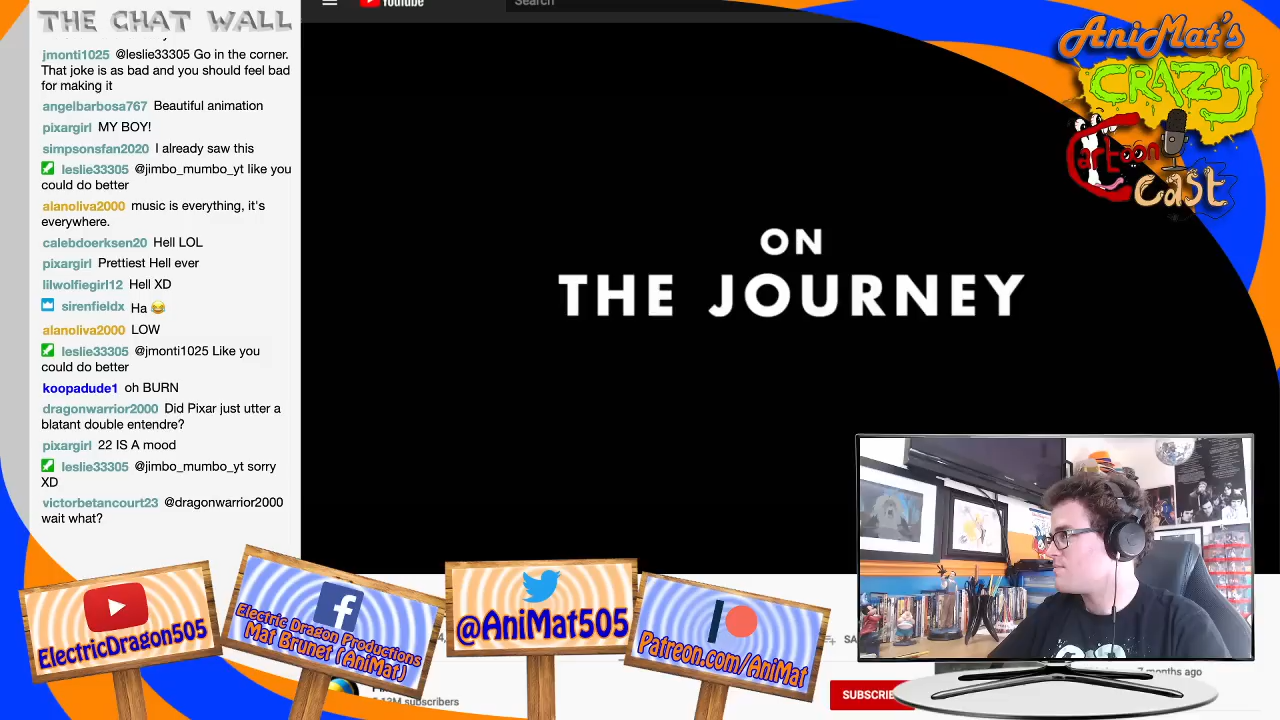 THE CHAT WALL
jmonti1025 @leslie33305 Go in the corner.
That joke is as bad and you should feel bad
for making it
angelbarbosa767 Beautiful animation
pixargirl MY BOY!
simpsonsfan2020 I already saw this
leslie33305 @jimbo_mumbo_yt like you
could do better
alanoliva2000 music is everything, it's
everywhere.
calebdoerksen20 Hell LOL
pixargirl Prettiest Hell ever
lilwolfiegirl12 Hell XD
sirenfieldx Ha 😂
alanoliva2000 LOW
leslie33305 @jmonti1025 Like you
could do better
koopadude1 oh BURN
dragonwarrior2000 Did Pixar just utter a
blatant double entendre?
pixargirl 22 IS A mood
leslie33305 @jimbo_mumbo_yt sorry
XD
victorbetancourt23 @dragonwarrior2000
wait what?
YouTube
Search
ON
THE JOURNEY
AniMat's
CRAZY
Cartoon
Cast
ElectricDragon505
Electric Dragon Productions
Mat Brunet (AniMat)
@AniMat505
Patreon.com/AniMat
7 months ago
subscribers
SUBSCRIBE